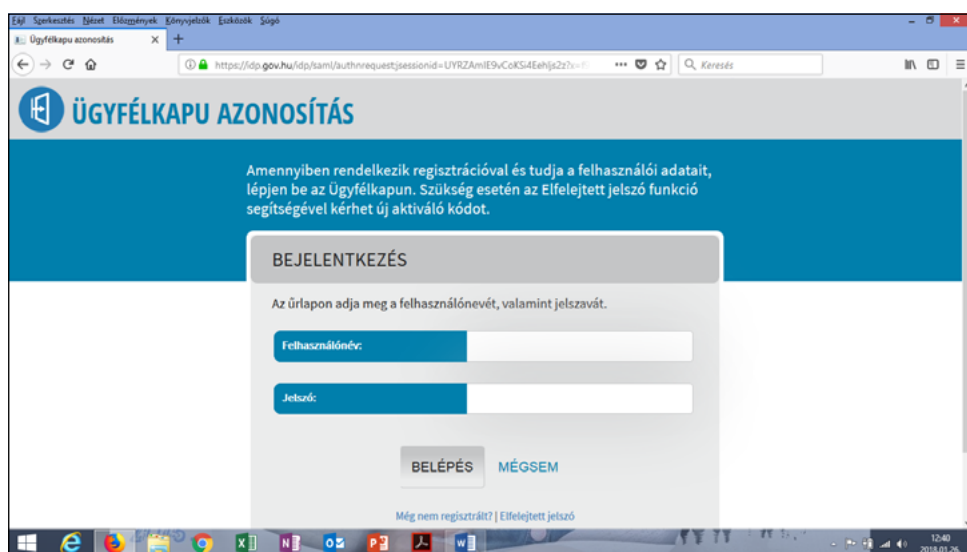 Fájl Szerkesztés Nézet Előzmények Könyvjelzők Eszközök Súgó
Ügyfélkapu azonosítás
https://idp.gov.hu/idp/saml/authnrequest;jsessionid=UYRZAmIE9vCoKSi4Eehljs2z?x=
Keresés
ÜGYFÉLKAPU AZONOSÍTÁS
Amennyiben rendelkezik regisztrációval és tudja a felhasználói adatait,
lépjen be az Ügyfélkapun. Szükség esetén az Elfelejtett jelszó funkció
segítségével kérhet új aktiváló kódot.
BEJELENTKEZÉS
Az űrlapon adja meg a felhasználónevét, valamint jelszavát.
Felhasználónév:
Jelszó:
BELÉPÉS MÉGSEM
Még nem regisztrált? | Elfelejtett jelszó
12:40
2018.01.26.